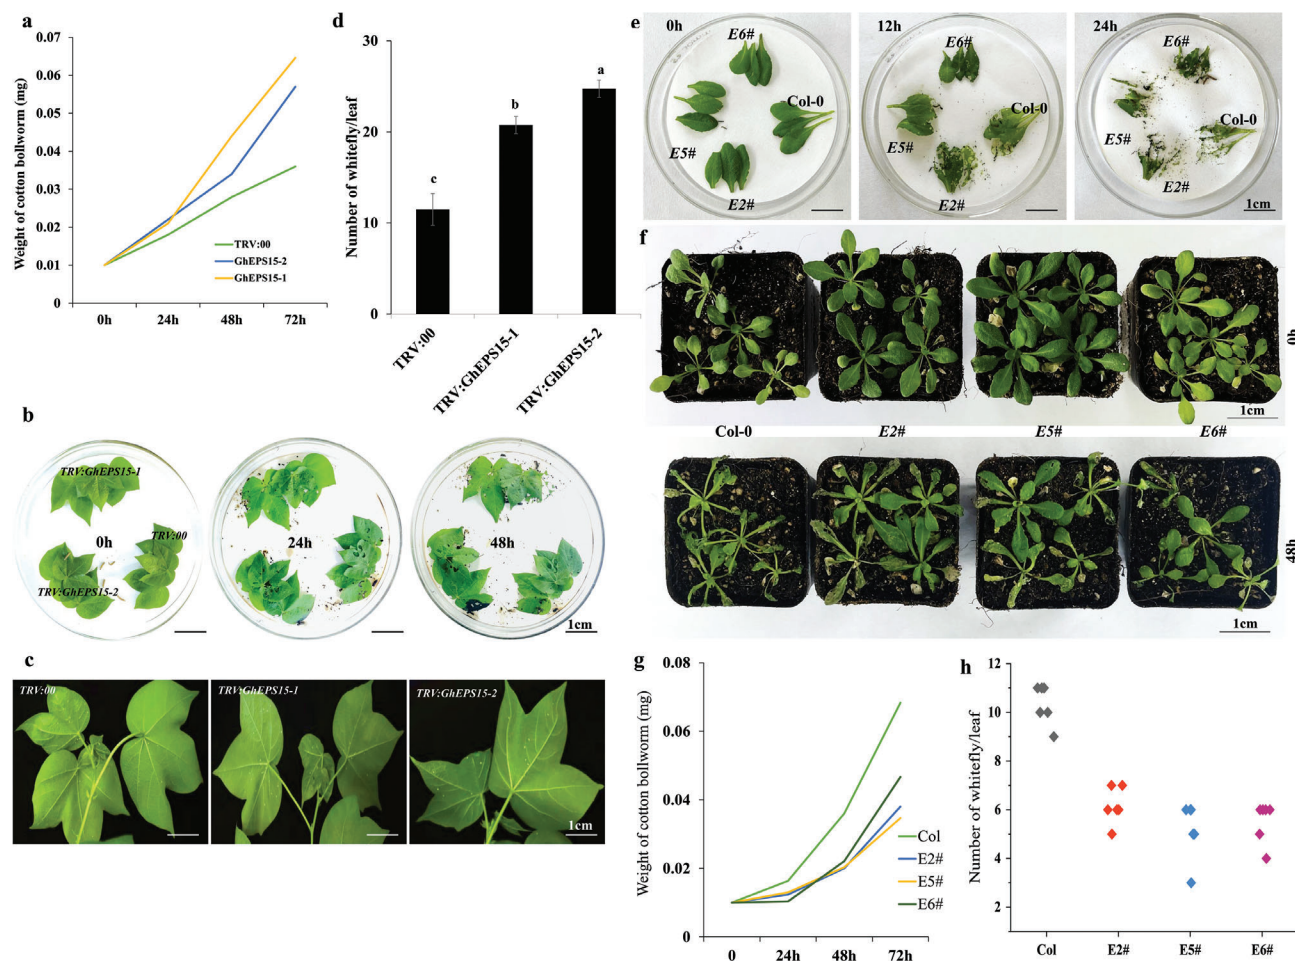 a
Weight of cotton bollworm (mg)
0.07
0.06
0.05
0.04
0.03
0.02
0.01
0
0h
24h
48h
72h
TRV:00
GhEPS15-2
GhEPS15-1
d
Number of whitefly/leaf
30
20
10
0
c
b
a
TRV:00
TRV:GhEPS15-1
TRV:GhEPS15-2
e
0h
E6#
Col-0
E5#
E2#
12h
E6#
Col-0
E5#
E2#
24h
E6#
Col-0
E5#
E2#
1cm
f
0h
1cm
Col-0
E2#
E5#
E6#
48h
1cm
b
TRV:GhEPS15-1
0h
TRV:00
TRV:GhEPS15-2
24h
48h
1cm
c
TRV:00
TRV:GhEPS15-1
TRV:GhEPS15-2
1cm
g
Weight of cotton bollworm (mg)
0.08
0.06
0.04
0.02
0
0
24h
48h
72h
Col
E2#
E5#
E6#
h
Number of whitefly/leaf
12
10
8
6
4
2
Col
E2#
E5#
E6#